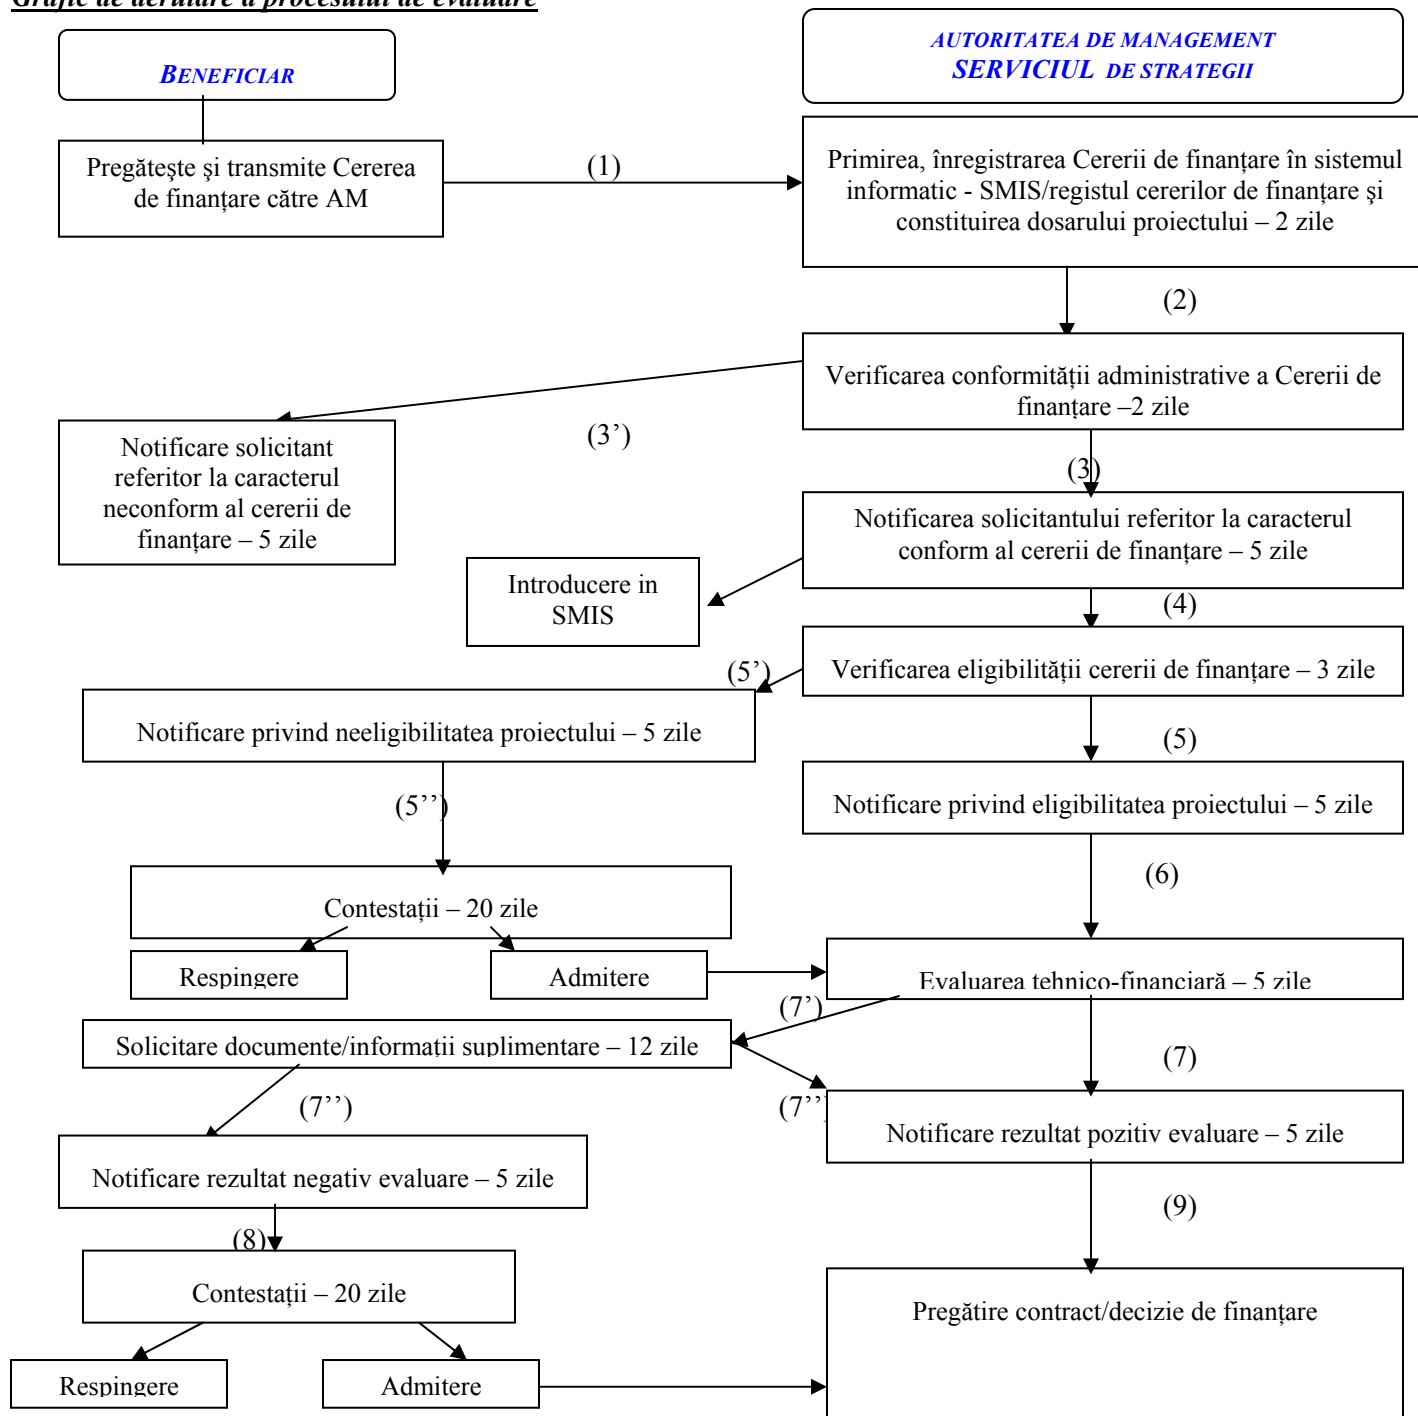 Grafic de derulare a procesului de evaluare
BENEFICIAR
AUTORITATEA DE MANAGEMENT
SERVICIUL DE STRATEGII
Pregăteşte şi transmite Cererea
de finanţare către AM
(1)
Primirea, înregistrarea Cererii de finanţare în sistemul
informatic - SMIS/registul cererilor de finanţare şi
constituirea dosarului proiectului – 2 zile
(2)
Verificarea conformităţii administrative a Cererii de
finanţare –2 zile
(3’)
Notificare solicitant
referitor la caracterul
neconform al cererii de
finanţare – 5 zile
(3)
Notificarea solicitantului referitor la caracterul
conform al cererii de finanţare – 5 zile
Introducere in
SMIS
(4)
Verificarea eligibilităţii cererii de finanţare – 3 zile
(5’)
Notificare privind neeligibilitatea proiectului – 5 zile
(5)
Notificare privind eligibilitatea proiectului – 5 zile
(5’’)
(6)
Contestaţii – 20 zile
Respingere
Admitere
Evaluarea tehnico-financiară – 5 zile
(7’)
Solicitare documente/informaţii suplimentare – 12 zile
(7)
(7’’)
(7’’)
Notificare rezultat pozitiv evaluare – 5 zile
Notificare rezultat negativ evaluare – 5 zile
(9)
(8)
Contestaţii – 20 zile
Pregătire contract/decizie de finanţare
Respingere
Admitere